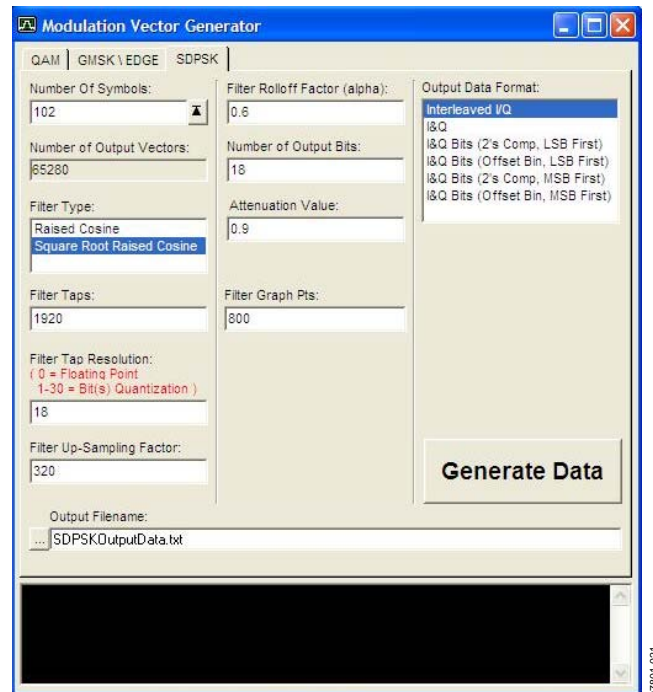 Modulation Vector Generator
QAM GMSK \ EDGE SDPSK
Number Of Symbols:
102
Number of Output Vectors:
65280
Filter Type:
Raised Cosine
Square Root Raised Cosine
Filter Taps:
1920
Filter Tap Resolution:
( 0 = Floating Point
1-30 = Bit(s) Quantization )
18
Filter Up-Sampling Factor:
320
Filter Rolloff Factor (alpha):
0.6
Number of Output Bits:
18
Attenuation Value:
0.9
Filter Graph Pts:
800
Output Data Format:
Interleaved I/Q
I&Q
I&Q Bits (2's Comp, LSB First)
I&Q Bits (Offset Bin, LSB First)
I&Q Bits (2's Comp, MSB First)
I&Q Bits (Offset Bin, MSB First)
Generate Data
Output Filename:
... SDPSKOutputData.txt